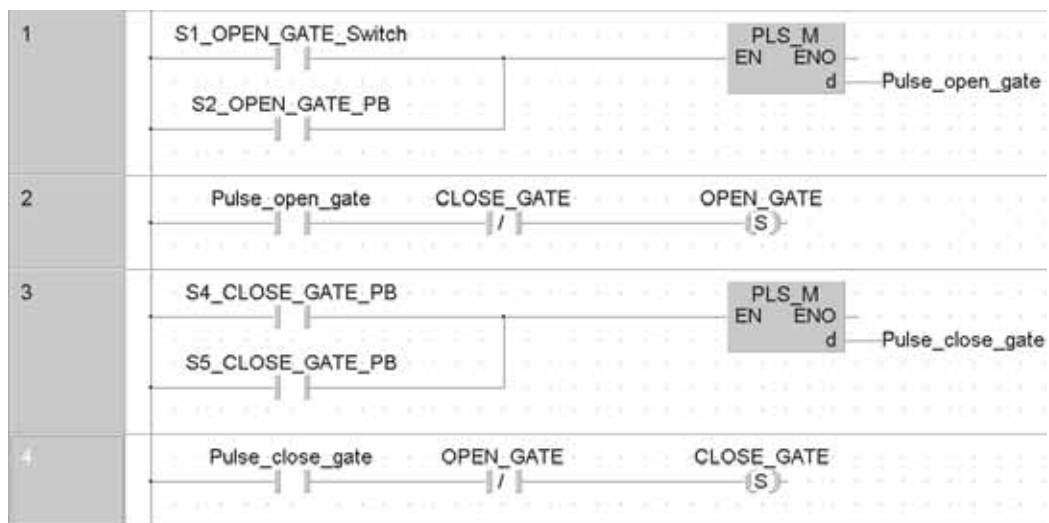 1
S1_OPEN_GATE_Switch
PLS_M
EN ENO
d
Pulse_open_gate
S2_OPEN_GATE_PB
2
Pulse_open_gate
CLOSE_GATE
OPEN_GATE
/
S
3
S4_CLOSE_GATE_PB
PLS_M
EN ENO
d
Pulse_close_gate
S5_CLOSE_GATE_PB
4
Pulse_close_gate
OPEN_GATE
CLOSE_GATE
/
S